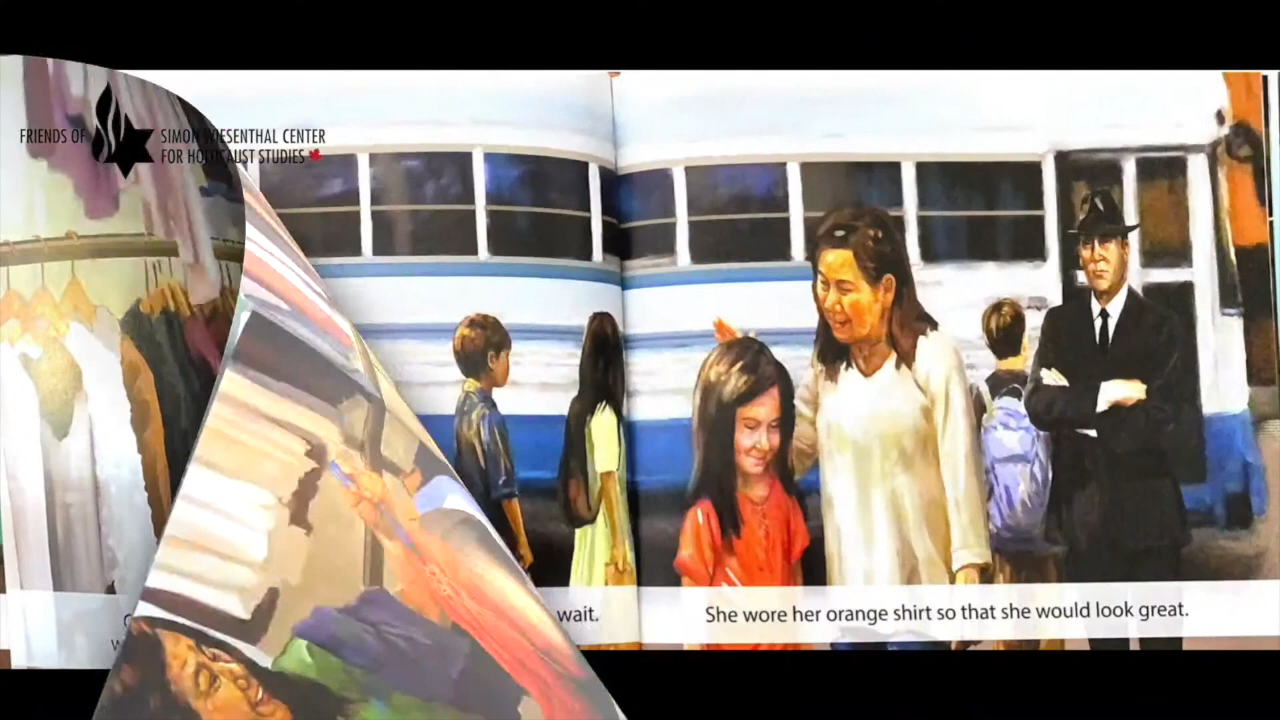 FRIENDS OF SIMON WIESENTHAL CENTER
FOR HOLOCAUST STUDIES
wait.
She wore her orange shirt so that she would look great.